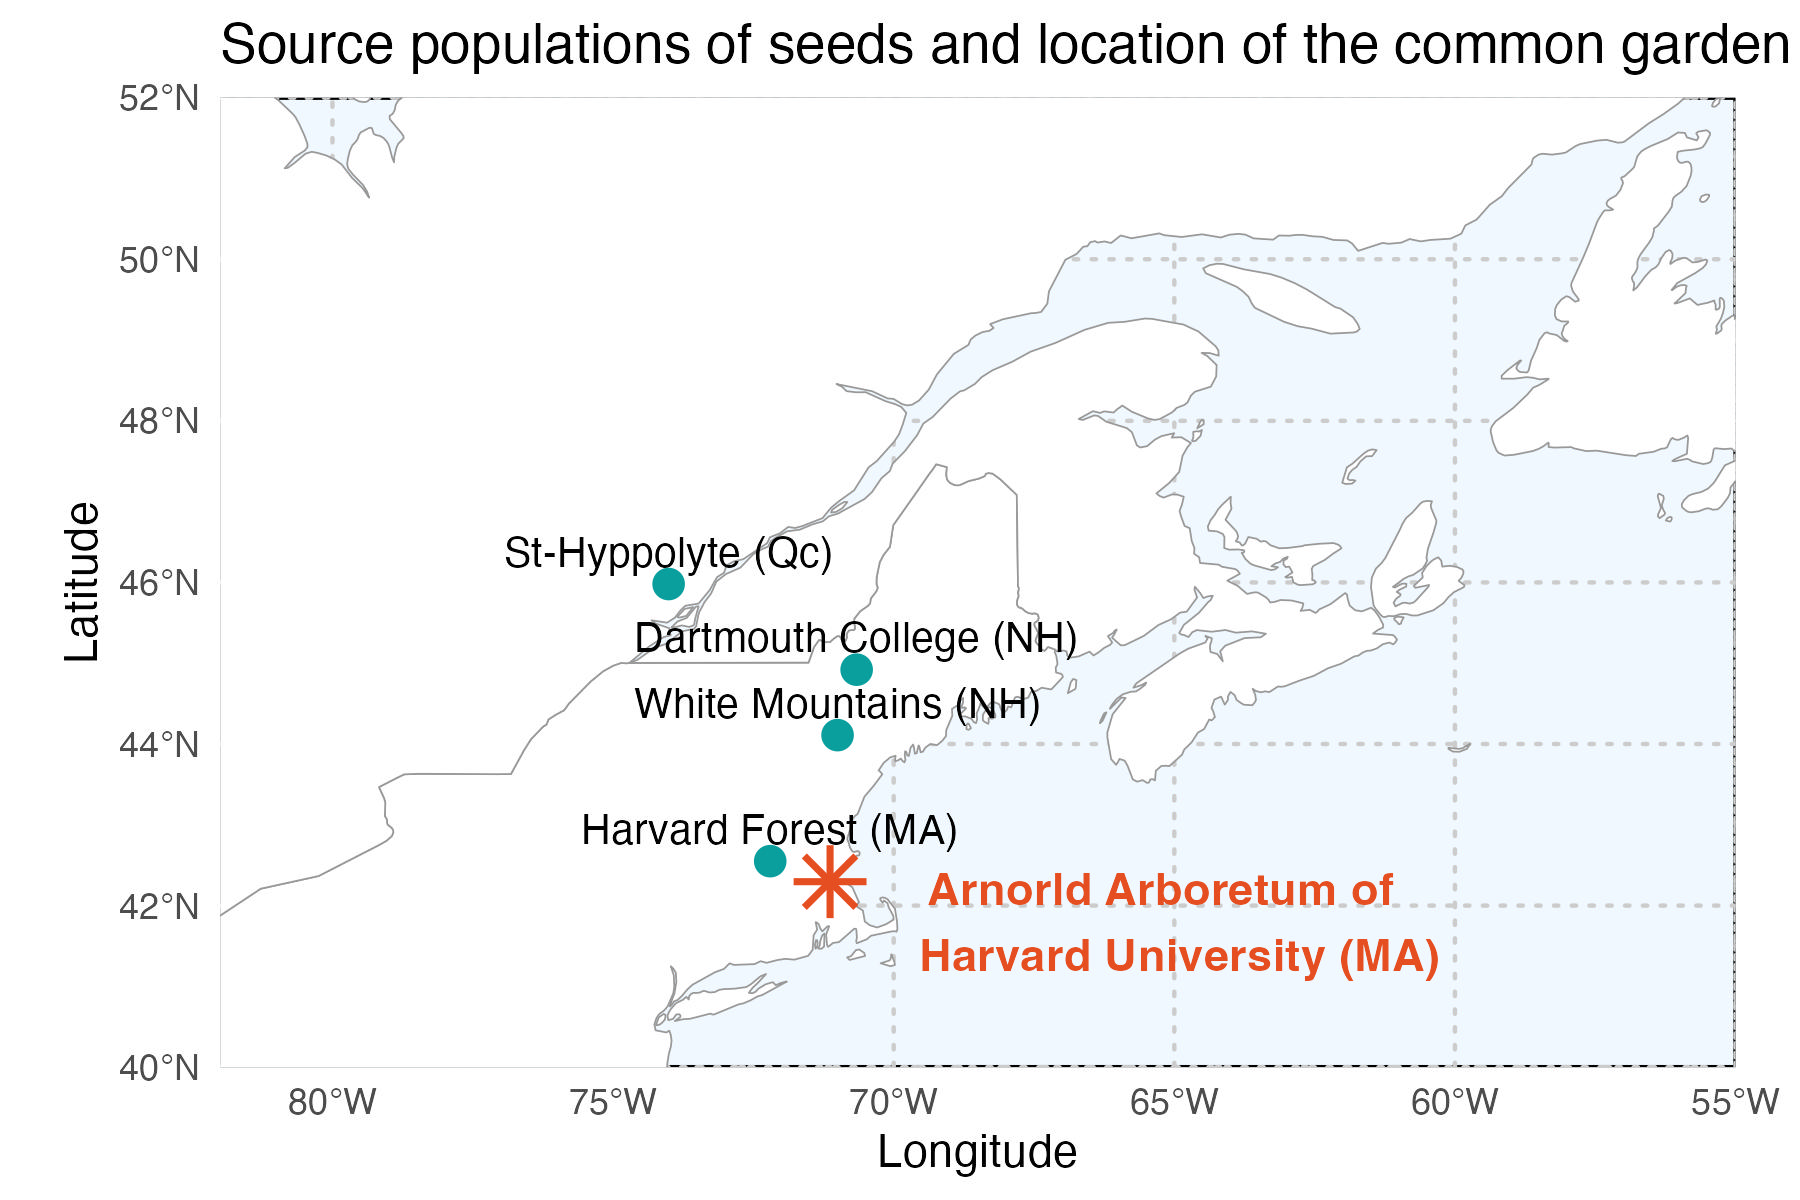 Source populations of seeds and location of the common garden
52°N
50°N
48°N
46°N
44°N
42°N
40°N
Latitude
St-Hyppolyte (Qc)
Dartmouth College (NH)
White Mountains (NH)
Harvard Forest (MA)
Arnorld Arboretum of
Harvard University (MA)
80°W 75°W 70°W 65°W 60°W 55°W
Longitude